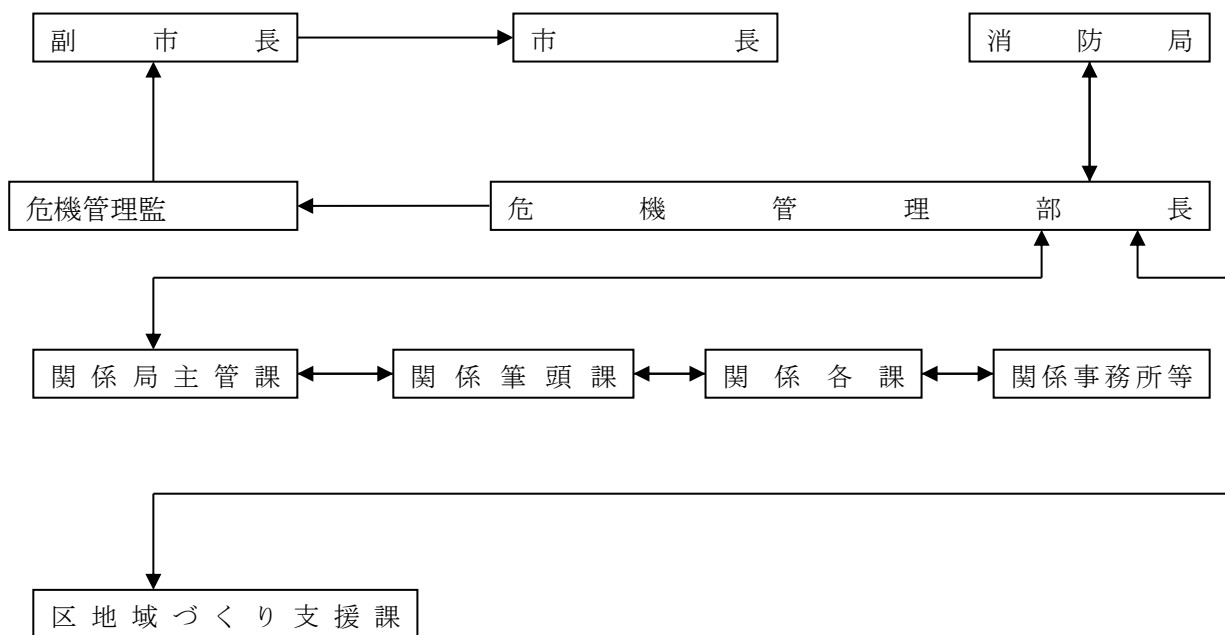 副市長
市長
消防局
危機管理監
危機管理部長
関係局主管課
関係筆頭課
関係各課
関係事務所等
区地域づくり支援課